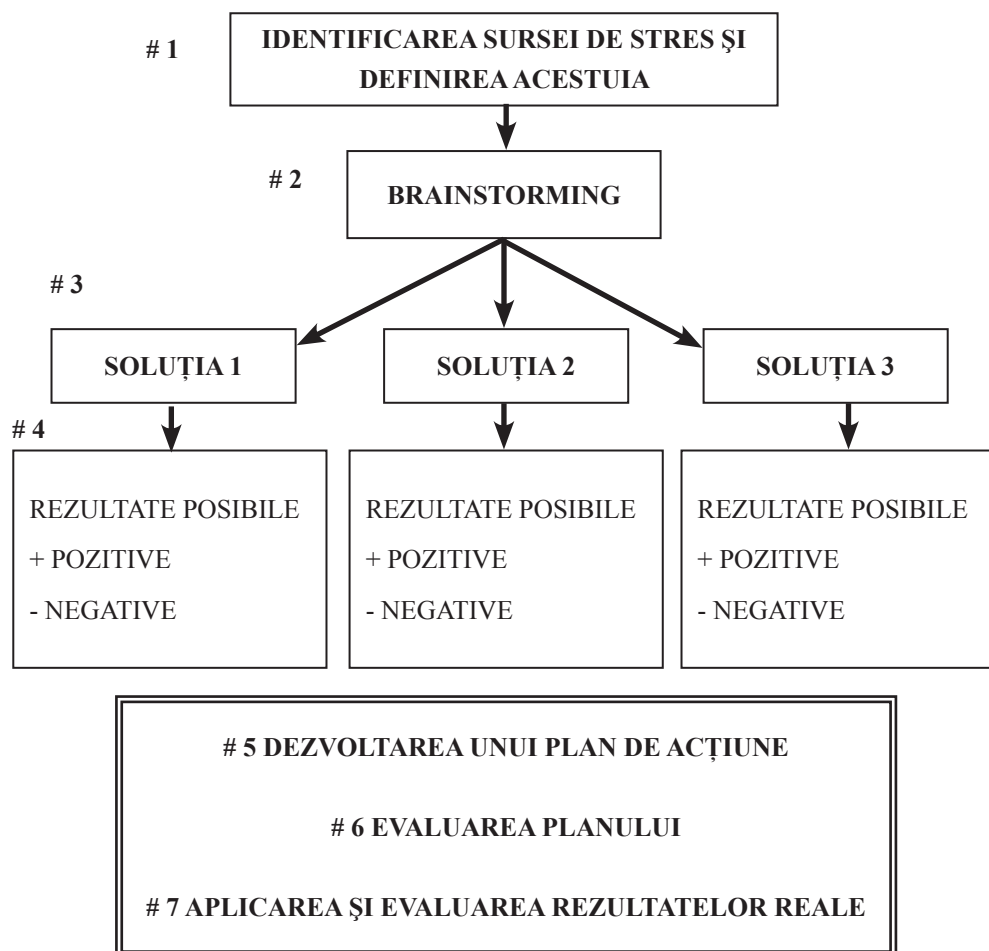 # 1
IDENTIFICAREA SURSEI DE STRES ŞI
DEFINIREA ACESTUIA
# 2
BRAINSTORMING
# 3
SOLUȚIA 1
SOLUȚIA 2
SOLUȚIA 3
# 4
REZULTATE POSIBILE
+ POZITIVE
- NEGATIVE
REZULTATE POSIBILE
+ POZITIVE
- NEGATIVE
REZULTATE POSIBILE
+ POZITIVE
- NEGATIVE
# 5 DEZVOLTAREA UNUI PLAN DE ACȚIUNE
# 6 EVALUAREA PLANULUI
# 7 APLICAREA ŞI EVALUAREA REZULTATELOR REALE